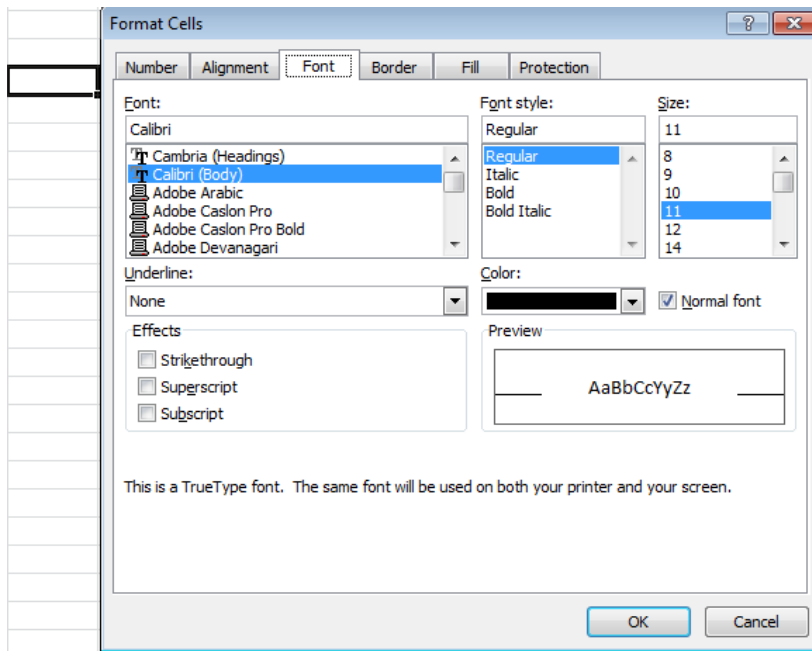 Format Cells
Number Alignment Font Border Fill Protection
Font: Font style: Size:
Calibri Regular 11
Cambria (Headings) Regular 8
Calibri (Body) Italic 9
Adobe Arabic Bold 10
Adobe Caslon Pro Bold Italic 11
Adobe Caslon Pro Bold 12
Adobe Devanagari 14
Underline: Color:
None Normal font
Effects Preview
Strikethrough
Superscript AaBbCcYyZz
Subscript
This is a TrueType font. The same font will be used on both your printer and your screen.
OK Cancel